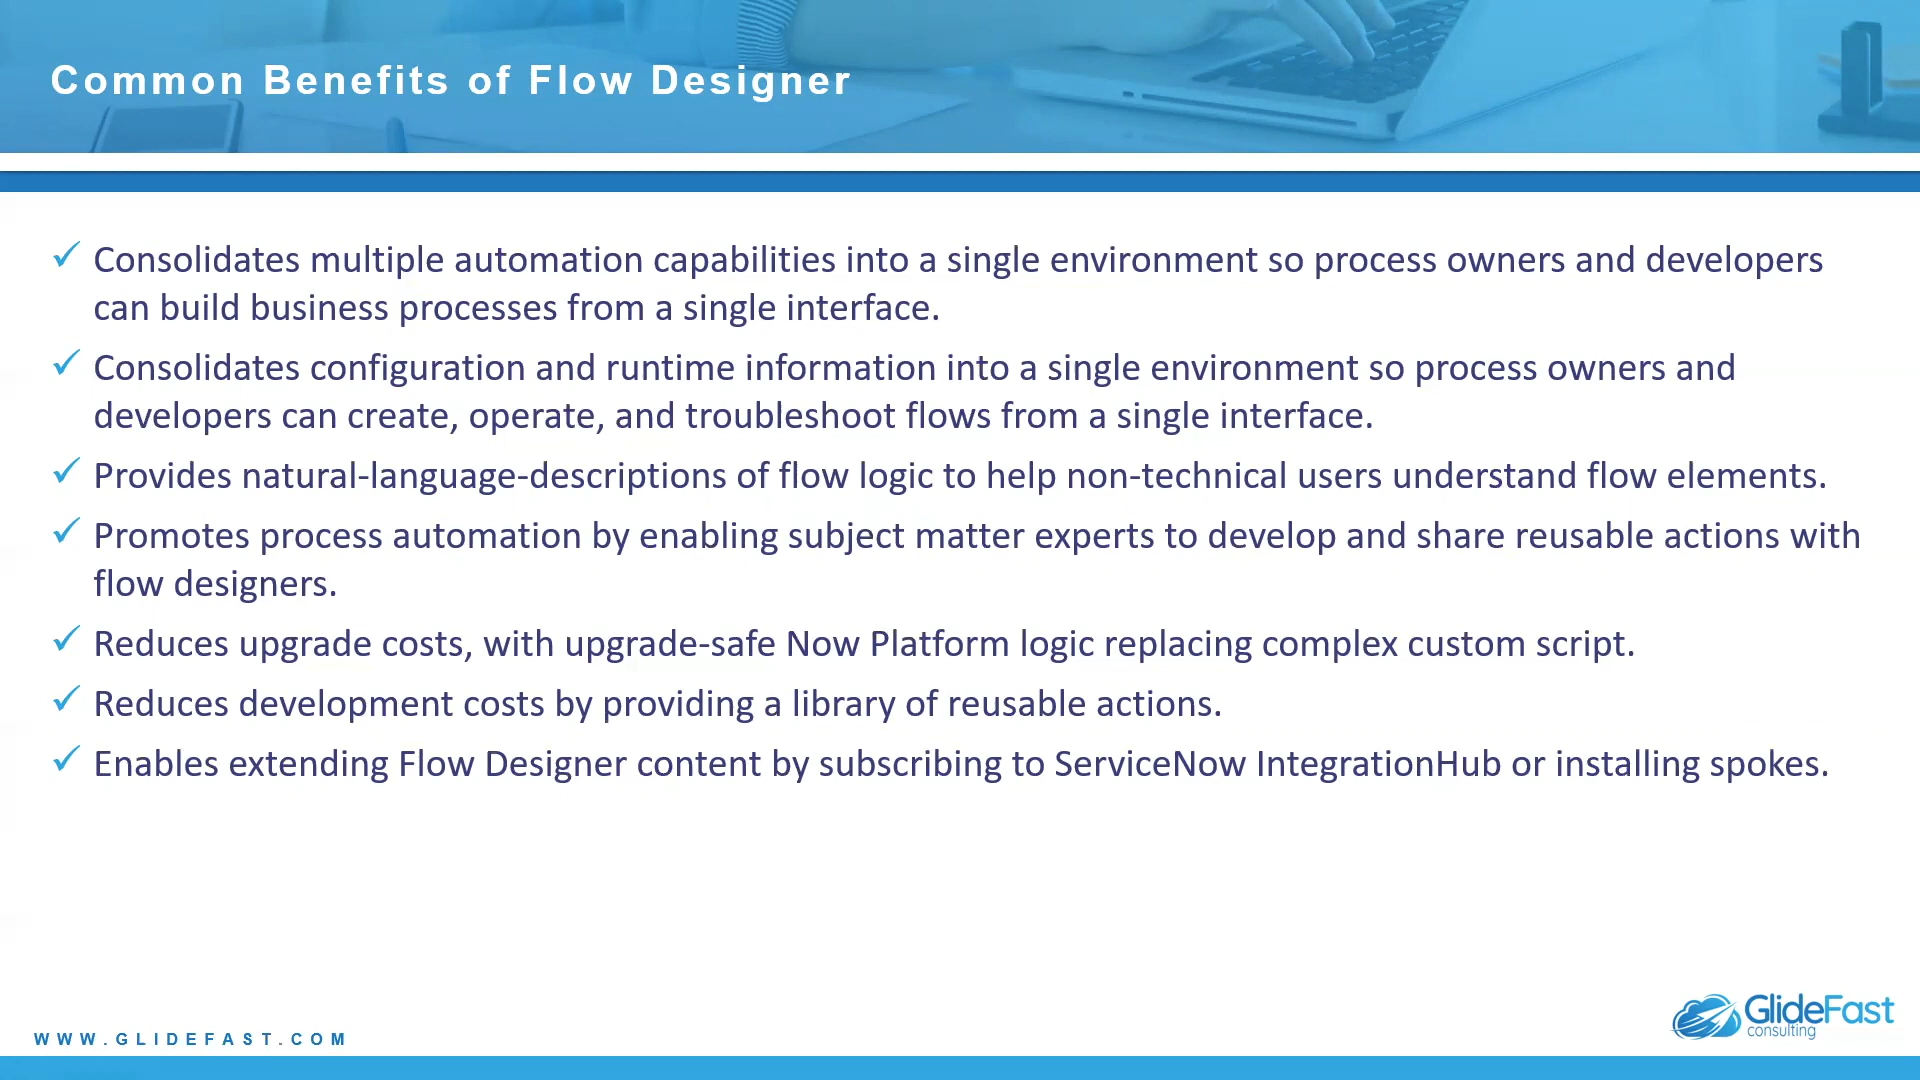 Common Benefits of Flow Designer
Consolidates multiple automation capabilities into a single environment so process owners and developers
can build business processes from a single interface.
Consolidates configuration and runtime information into a single environment so process owners and
developers can create, operate, and troubleshoot flows from a single interface.
Provides natural-language-descriptions of flow logic to help non-technical users understand flow elements.
Promotes process automation by enabling subject matter experts to develop and share reusable actions with
flow designers.
Reduces upgrade costs, with upgrade-safe Now Platform logic replacing complex custom script.
Reduces development costs by providing a library of reusable actions.
Enables extending Flow Designer content by subscribing to ServiceNow IntegrationHub or installing spokes.
GlideFast
consulting
WWW.GLIDEFAST.COM